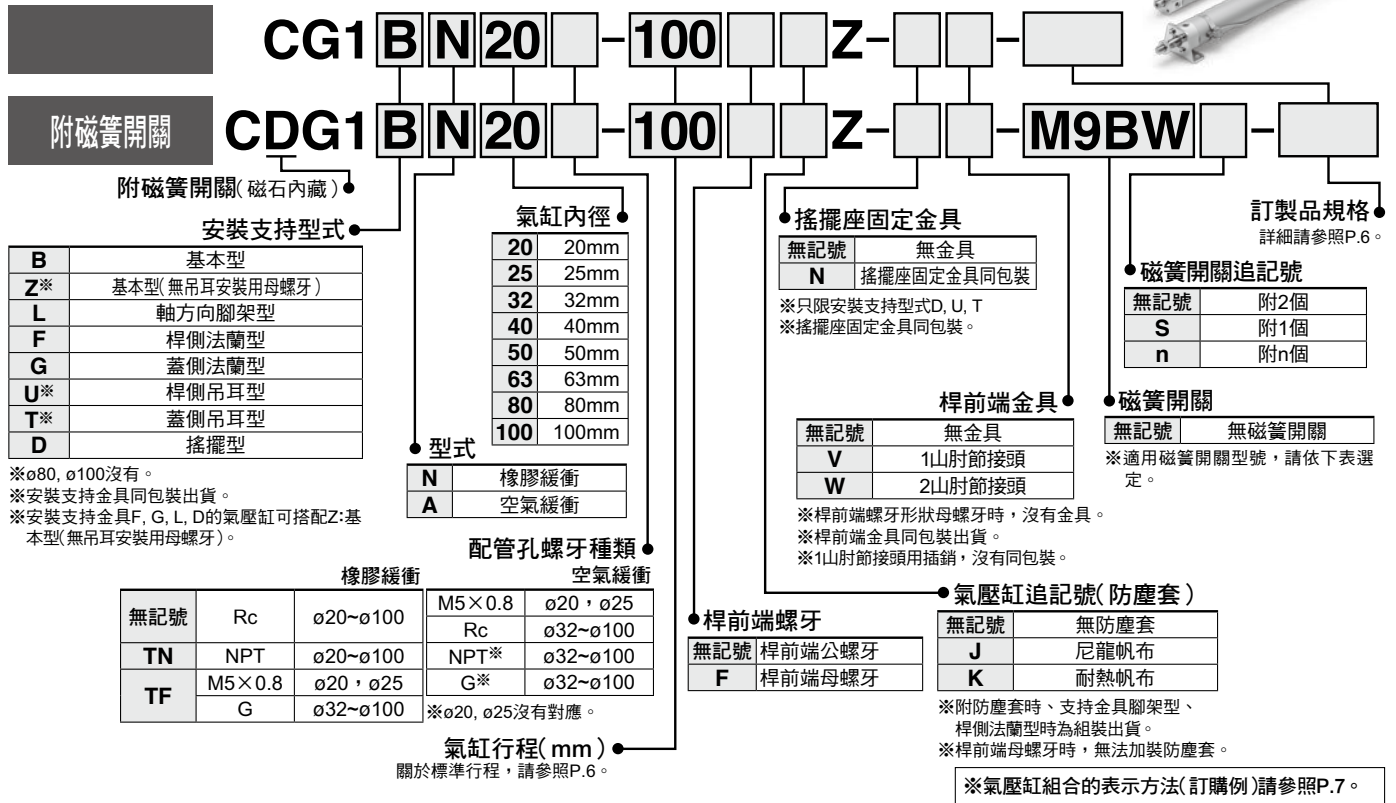 CG1 B N 20 -100 Z- -
附磁簧開關 CDG1 B N 20 -100 Z- -M9BW -
附磁簧開關(磁石內藏)
安裝支持型式
B 基本型
Z※ 基本型(無吊耳安裝用母螺牙)
L 軸方向腳架型
F 桿側法蘭型
G 蓋側法蘭型
U※ 桿側吊耳型
T※ 蓋側吊耳型
D 搖擺型
※ø80, ø100沒有。
※安裝支持金具同包裝出貨。
※安裝支持金具F, G, L, D的氣壓缸可搭配Z:基
本型(無吊耳安裝用母螺牙)。
氣缸內徑
20 20mm
25 25mm
32 32mm
40 40mm
50 50mm
63 63mm
80 80mm
100 100mm
型式
N 橡膠緩衝
A 空氣緩衝
配管孔螺牙種類
橡膠緩衝 空氣緩衝
無記號 Rc ø20~ø100 M5×0.8 ø20,ø25
Rc ø32~ø100
TN NPT ø20~ø100 NPT※ ø32~ø100
TF M5×0.8 ø20,ø25 G※ ø32~ø100
G ø32~ø100 ※ø20, ø25沒有對應。
氣缸行程(mm)
關於標準行程,請參照P.6。
搖擺座固定金具
無記號 無金具
N 搖擺座固定金具同包裝
※只限安裝支持型式D, U, T
※搖擺座固定金具同包裝。
桿前端金具
無記號 無金具
V 1山肘節接頭
W 2山肘節接頭
※桿前端螺牙形狀母螺牙時,沒有金具。
※桿前端金具同包裝出貨。
※1山肘節接頭用插銷,沒有同包裝。
桿前端螺牙
無記號 桿前端公螺牙
F 桿前端母螺牙
氣壓缸追記號(防塵套)
無記號 無防塵套
J 尼龍帆布
K 耐熱帆布
※附防塵套時、支持金具腳架型、
桿側法蘭型時為組裝出貨。
※桿前端母螺牙時,無法加裝防塵套。
訂製品規格
詳細請參照P.6。
磁簧開關追記號
無記號 附2個
S 附1個
n 附n個
磁簧開關
無記號 無磁簧開關
※適用磁簧開關型號,請依下表選
定。
※氣壓缸組合的表示方法(訂購例)請參照P.7。